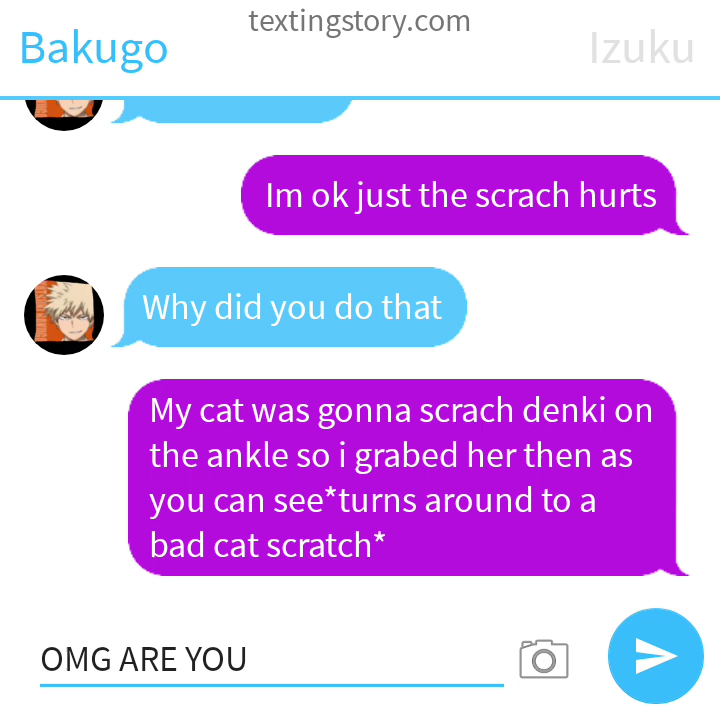 textingstory.com
Bakugo
Izuku
Im ok just the scrach hurts
Why did you do that
My cat was gonna scrach denki on
the ankle so i grabed her then as
you can see*turns around to a
bad cat scratch*
OMG ARE YOU